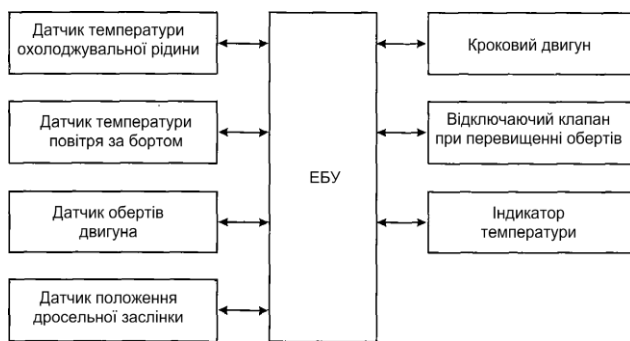 Датчик температури
охолоджувальної рідини
Датчик температури
повітря за бортом
Датчик обертів
двигуна
Датчик положення
дросельної заслінки
ЕБУ
Кроковий двигун
Відключаючий клапан
при перевищенні обертів
Індикатор
температури